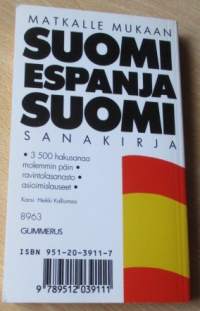 MATKALLE MUKAAN
SUOMI
ESPANJA
SUOMI
SANAKIRJA
• 3 500 hakusanaa
molemmin päin •
ravintolasanasto •
asioimislauseet •
Kansi: Heikki Kalliomaa
8963
GUMMERUS
ISBN 951-20-3911-7
9 789512 039111